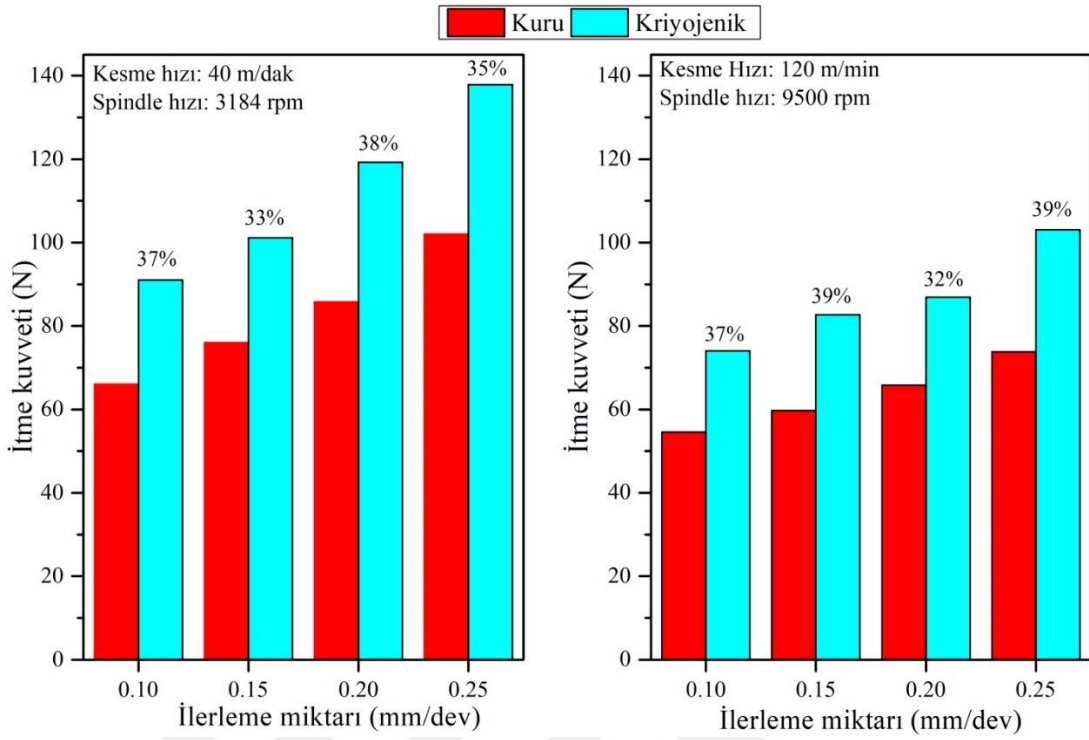 Kuru Kriyojenik
Kesme hızı: 40 m/dak
Spindle hızı: 3184 rpm
İtme kuvveti (N)
140
120
100
80
60
40
20
0
37%
33%
38%
35%
0.10 0.15 0.20 0.25
İlerleme miktarı (mm/dev)
Kesme Hızı: 120 m/min
Spindle hızı: 9500 rpm
İtme kuvveti (N)
140
120
100
80
60
40
20
0
37%
39%
32%
39%
0.10 0.15 0.20 0.25
İlerleme miktarı (mm/dev)